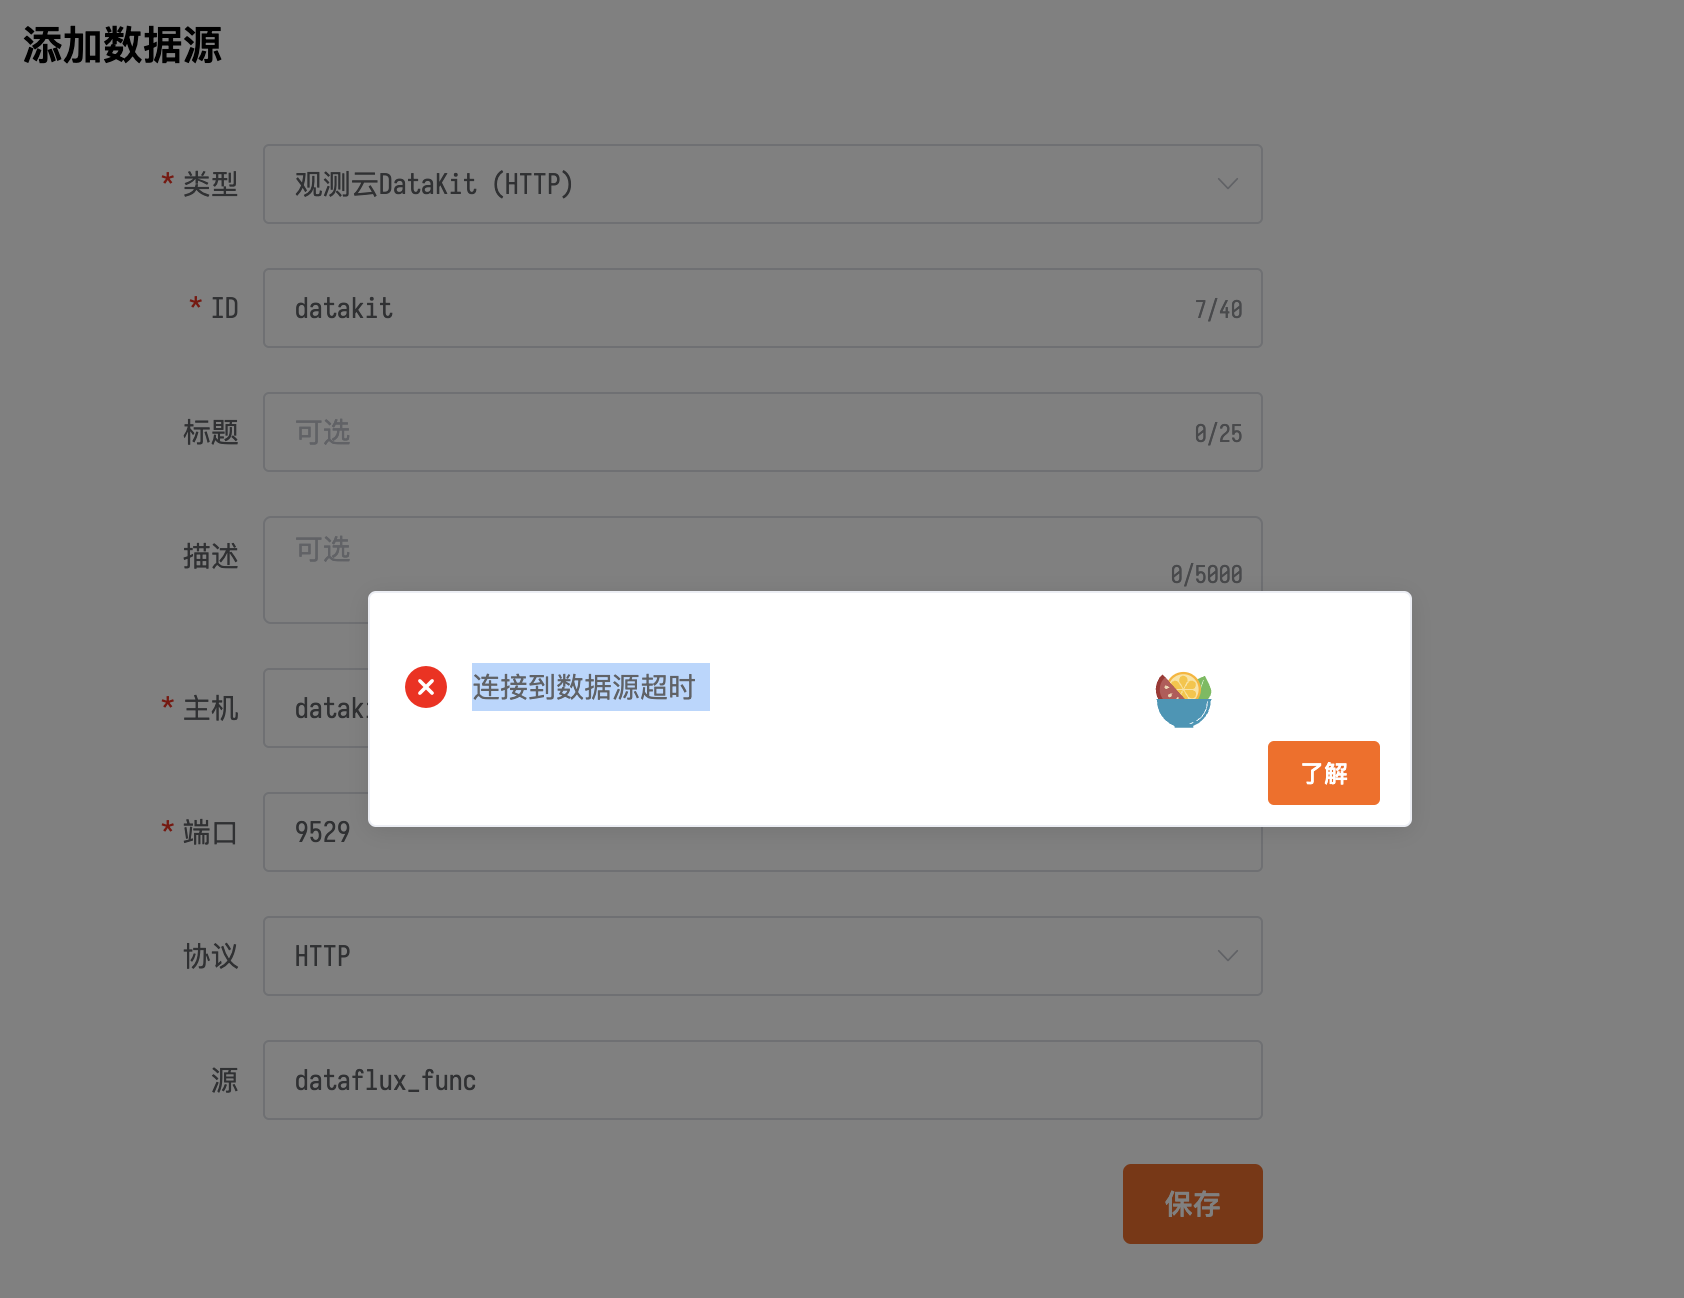 添加数据源
* 类型
观测云DataKit (HTTP)
* ID
datakit
7/40
标题
可选
0/25
描述
可选
0/5000
* 主机
datak
连接到数据源超时
了解
* 端口
9529
协议
HTTP
源
dataflux_func
保存